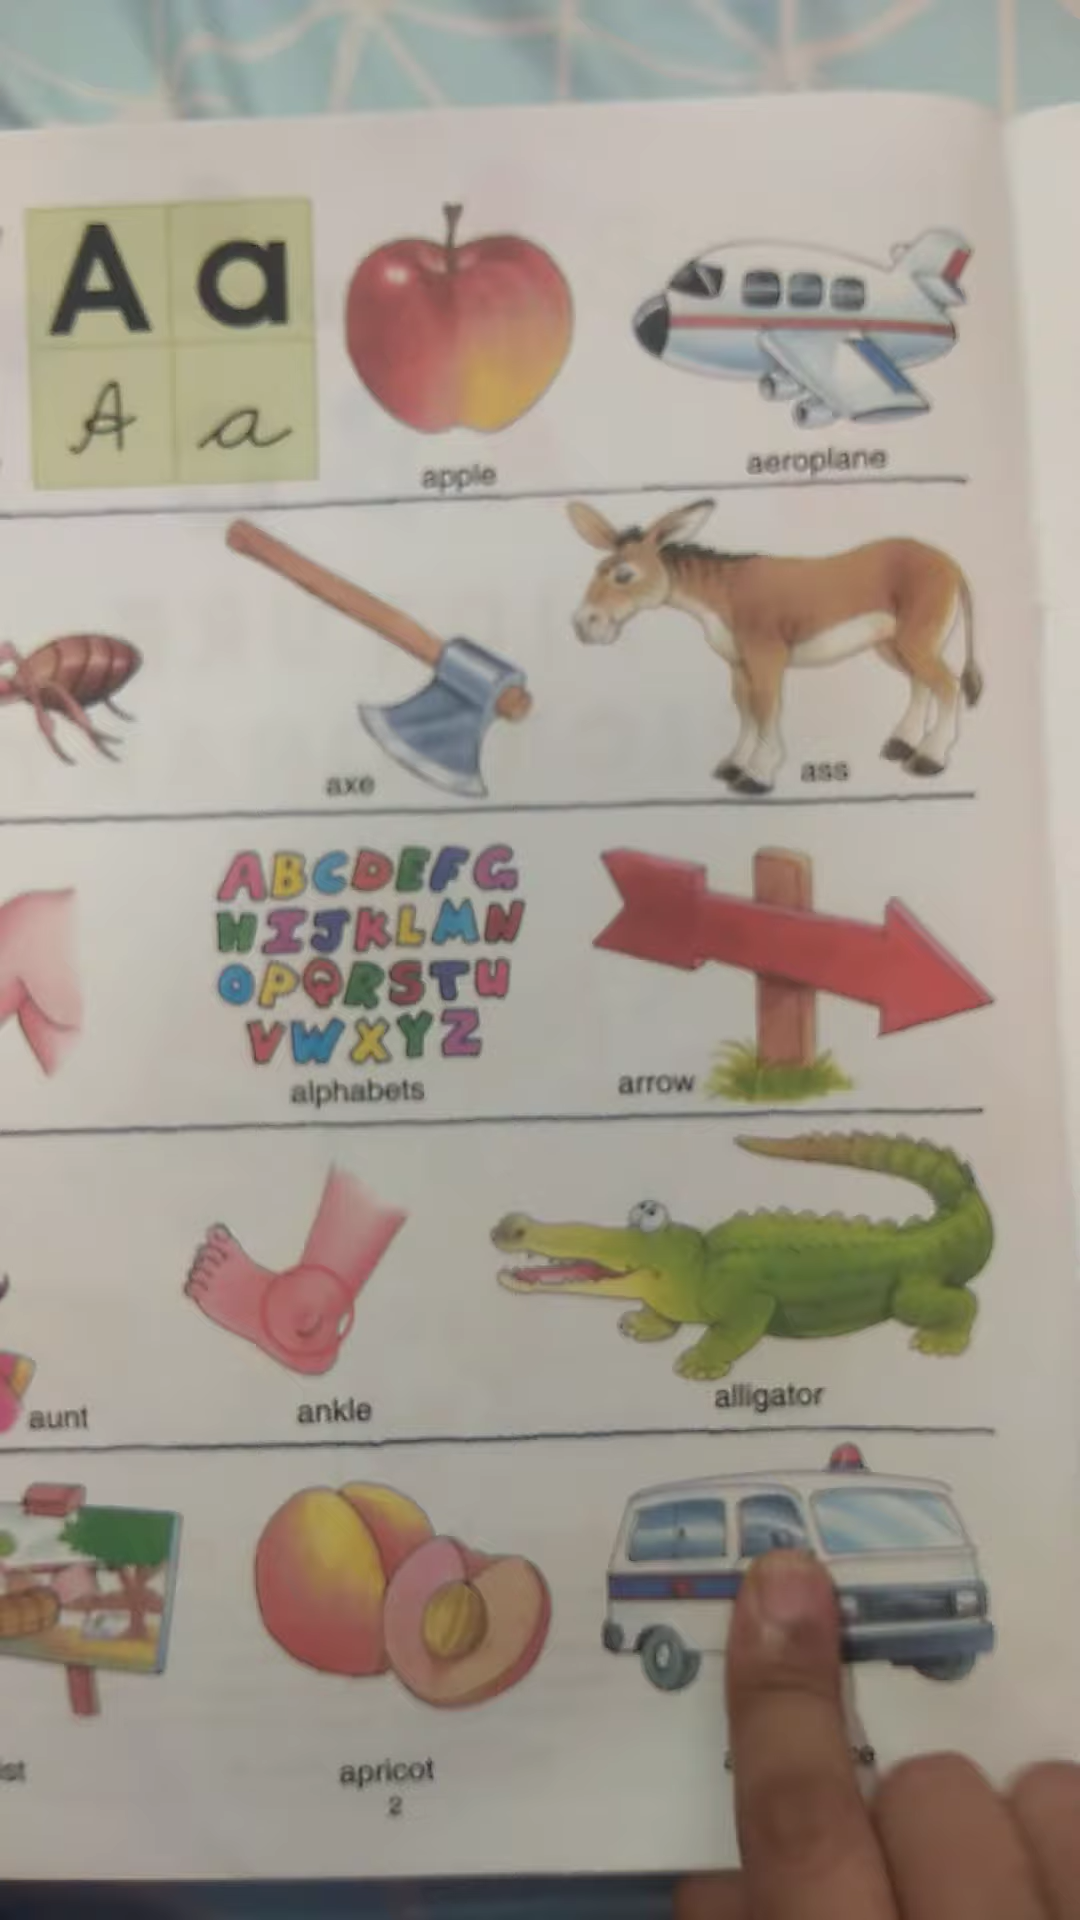 A a
A a
apple
aeroplane
axe
ass
ABCDEFG
HIJKLMN
OPQRSTU
VWXYZ
alphabets
arrow
aunt
ankle
alligator
apricot
2